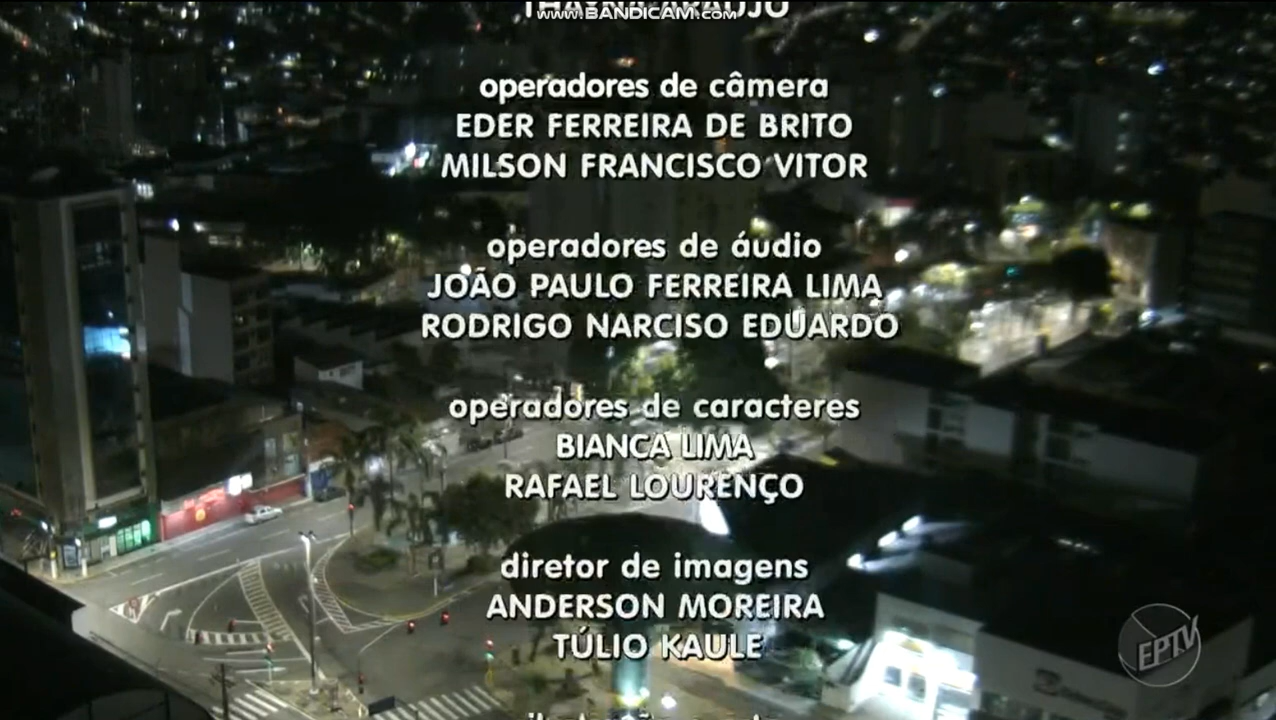 www.BANDICAM.com
operadores de câmera
EDER FERREIRA DE BRITO
MILSON FRANCISCO VITOR
operadores de áudio
JOÃO PAULO FERREIRA LIMA
RODRIGO NARCISO EDUARDO
operadores de caracteres
BIANCA LIMA
RAFAEL LOURENÇO
diretor de imagens
ANDERSON MOREIRA
TÚLIO KAULE
EPTV